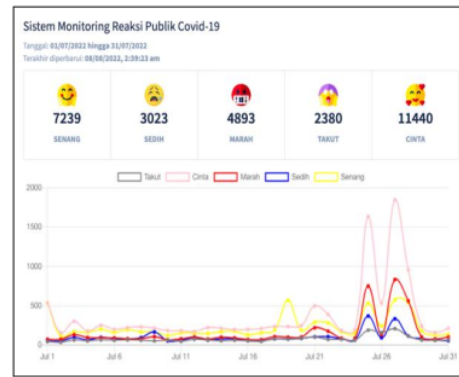 Sistem Monitoring Reaksi Publik Covid-19
Tanggal: 01/07/2022 hingga 31/07/2022
Terakhir diperbarui: 08/08/2022, 2:39:23 am
7239 3023 4893 2380 11440
SENANG SEDIH MARAH TAKUT CINTA
Takut Cinta Marah Sedih Senang
2000
1500
1000
500
0
Jul 1 Jul 6 Jul 11 Jul 16 Jul 21 Jul 26 Jul 31